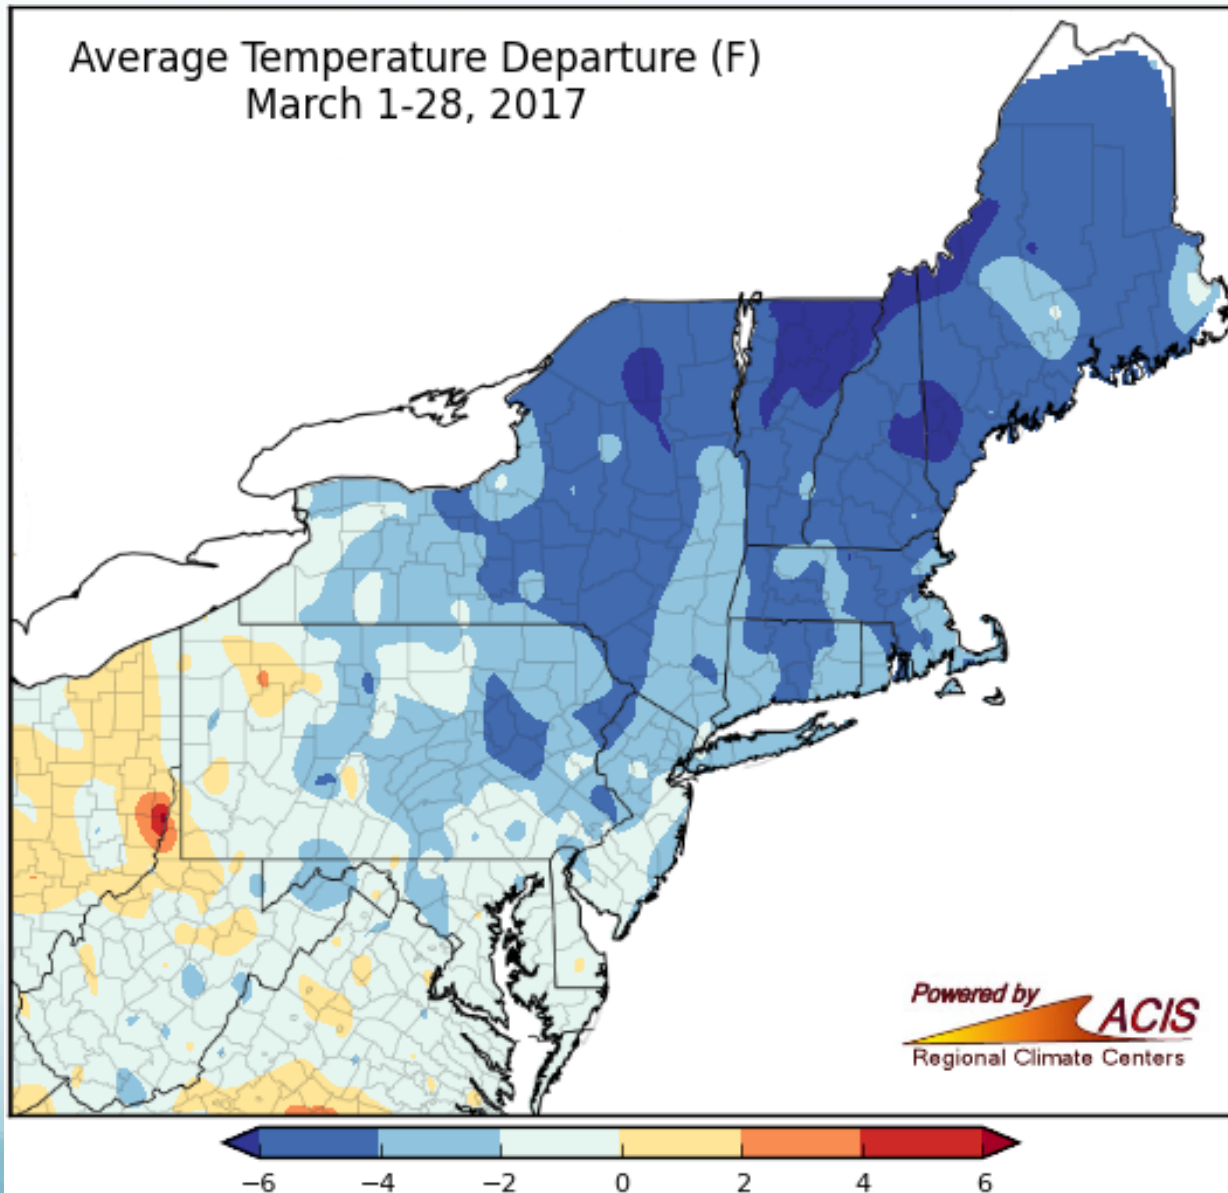 Average Temperature Departure (F)
March 1-28, 2017
Powered by
ACIS
Regional Climate Centers
−6 −4 −2 0 2 4 6